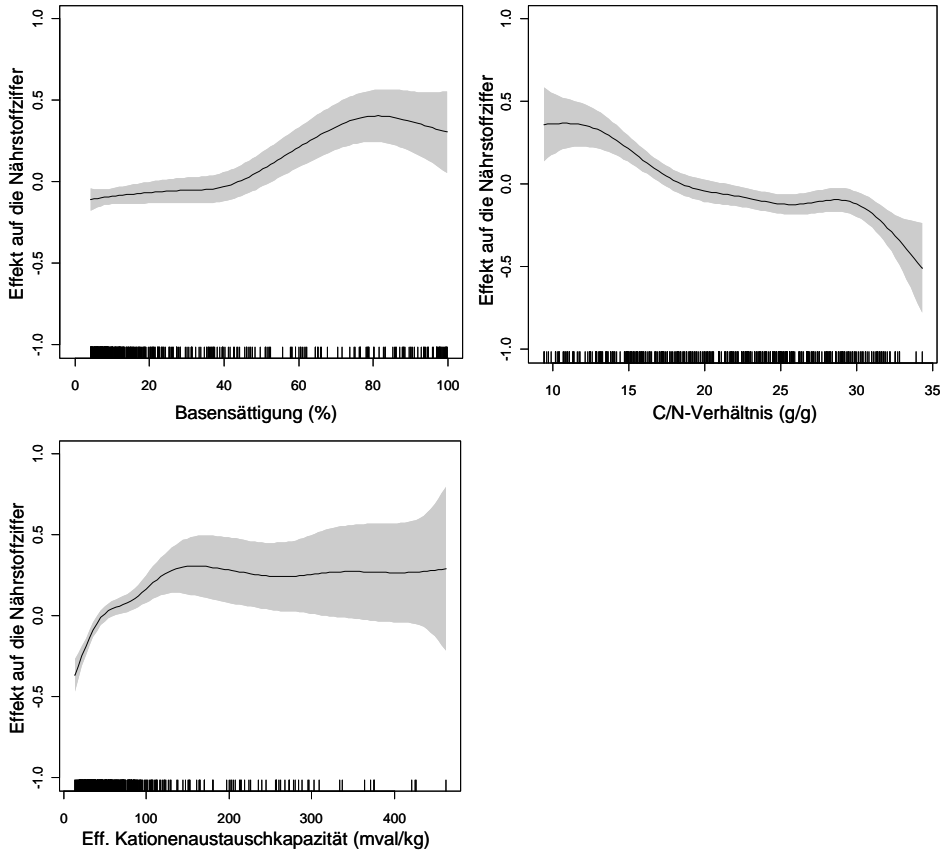 Effekt auf die Nährstoffziffer
1.0
0.5
0.0
-0.5
-1.0
0 20 40 60 80 100
Basensättigung (%)
Effekt auf die Nährstoffziffer
1.0
0.5
0.0
-0.5
-1.0
10 15 20 25 30 35
C/N-Verhältnis (g/g)
Effekt auf die Nährstoffziffer
1.0
0.5
0.0
-0.5
-1.0
0 100 200 300 400
Eff. Kationenaustauschkapazität (mval/kg)